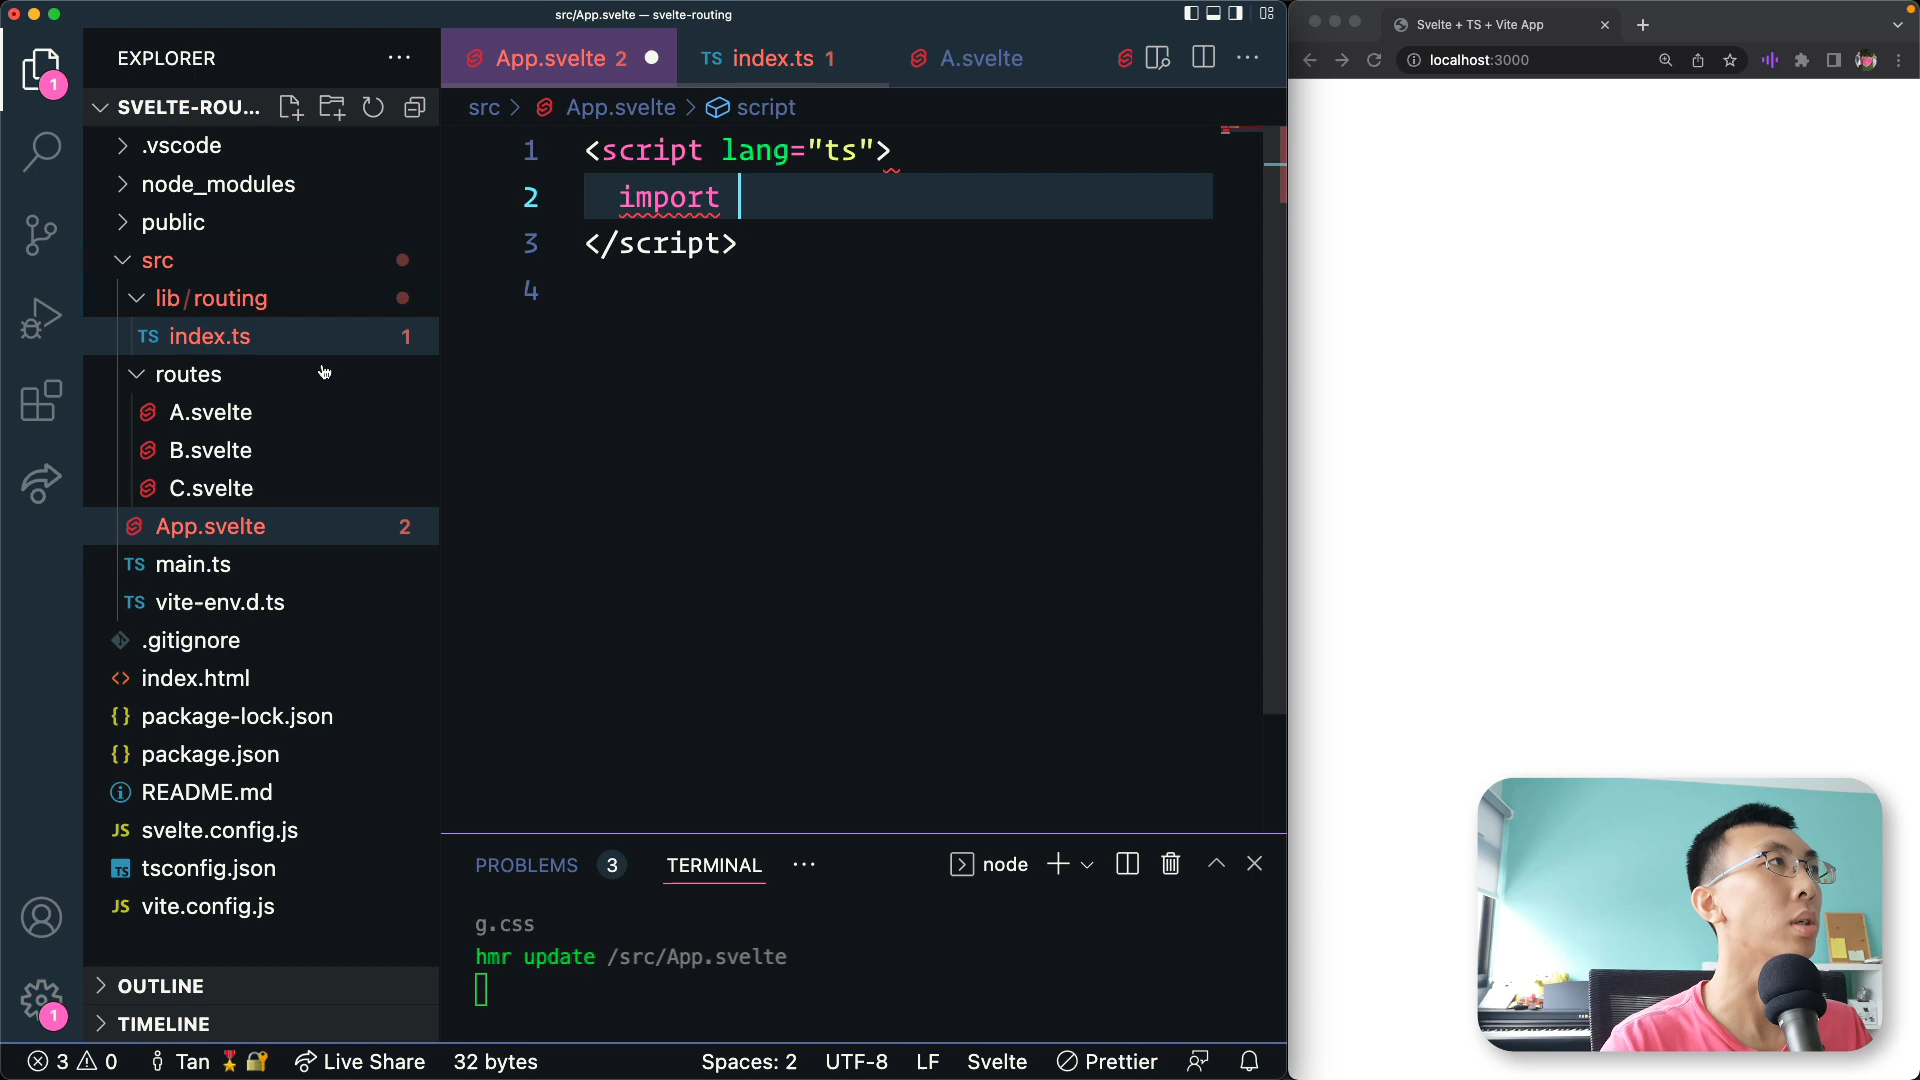 src/App.svelte — svelte-routing
EXPLORER
SVELTE-ROU...
.vscode
node_modules
public
src
lib/routing
TS index.ts 1
routes
A.svelte
B.svelte
C.svelte
App.svelte 2
TS main.ts
TS vite-env.d.ts
.gitignore
<> index.html
{} package-lock.json
{} package.json
README.md
JS svelte.config.js
TS tsconfig.json
JS vite.config.js
OUTLINE
TIMELINE
1
1
App.svelte 2
TS index.ts 1
A.svelte
src > App.svelte > script
1 <script lang="ts">
2 import
3 </script>
4
PROBLEMS 3 TERMINAL ··· node
g.css
hmr update /src/App.svelte
3 0 Tan Live Share 32 bytes Spaces: 2 UTF-8 LF Svelte Prettier
Svelte + TS + Vite App
localhost:3000